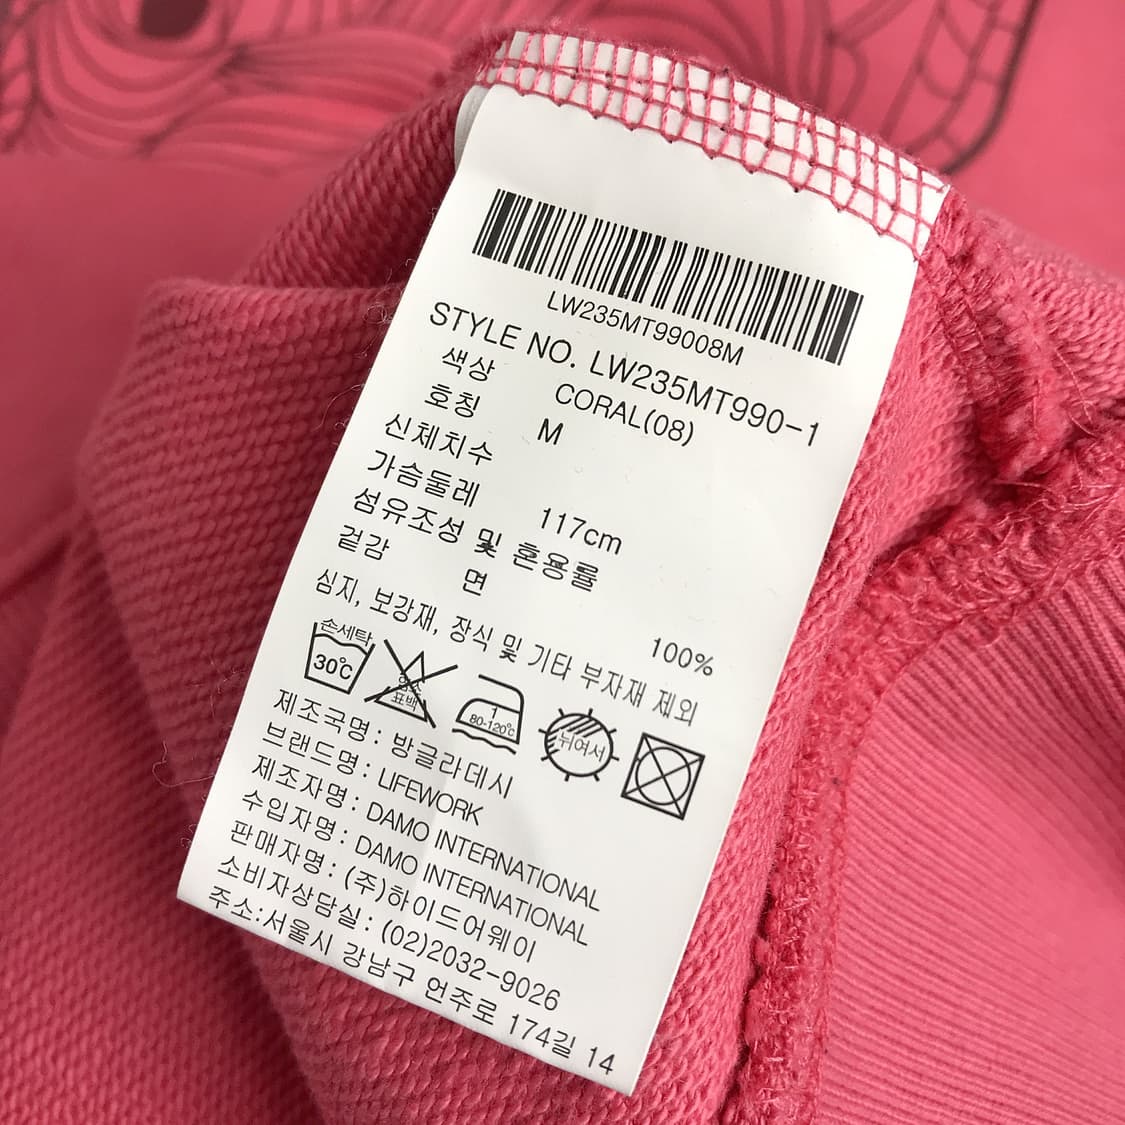 LW235MT99008M
STYLE NO. LW235MT990-1
색상 CORAL(08)
호칭 M
신체치수
가슴둘레 117cm
섬유조성 및 혼용률
겉감 면 100%
심지, 보강재, 장식 및 기타 부자재 제외
손세탁
30℃
염소
표백
1
80-120℃
뉘여서
제조국명 : 방글라데시
브랜드명 : LIFEWORK
제조자명 : DAMO INTERNATIONAL
수입자명 : DAMO INTERNATIONAL
판매자명 : (주)하이드어웨이
소비자상담실 : (02)2032-9026
주소:서울시 강남구 언주로 174길 14